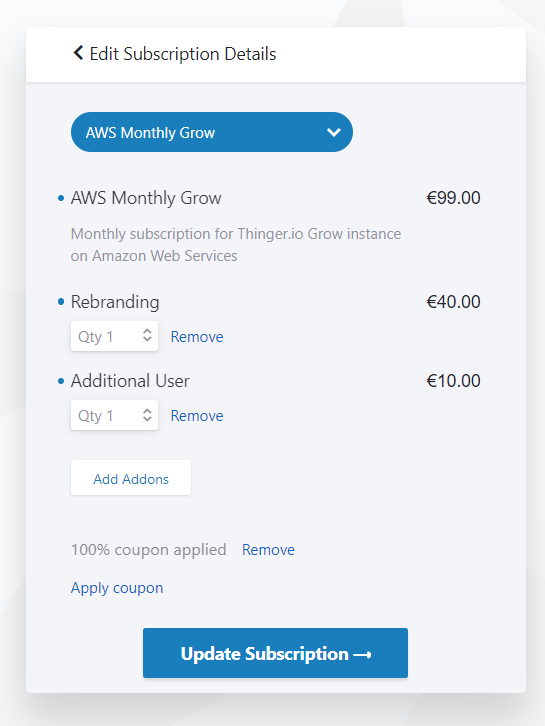 Edit Subscription Details
AWS Monthly Grow
AWS Monthly Grow €99.00
Monthly subscription for Thinger.io Grow instance
on Amazon Web Services
Rebranding €40.00
Qty 1 Remove
Additional User €10.00
Qty 1 Remove
Add Addons
100% coupon applied Remove
Apply coupon
Update Subscription →